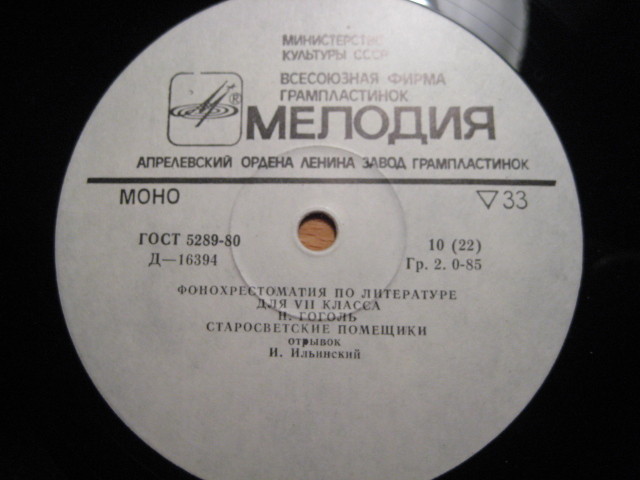 МИНИСТЕРСТВО
КУЛЬТУРЫ СССР
ВСЕСОЮЗНАЯ ФИРМА
ГРАМПЛАСТИНОК
®
МЕЛОДИЯ
АПРЕЛЕВСКИЙ ОРДЕНА ЛЕНИНА ЗАВОД ГРАМПЛАСТИНОК
МОНО ▽33
ГОСТ 5289-80 10 (22)
Д—16394 Гр. 2. 0-85
ФОНОХРЕСТОМАТИЯ ПО ЛИТЕРАТУРЕ
ДЛЯ VII КЛАССА
Н. ГОГОЛЬ
СТАРОСВЕТСКИЕ ПОМЕЩИКИ
отрывок
И. Ильинский